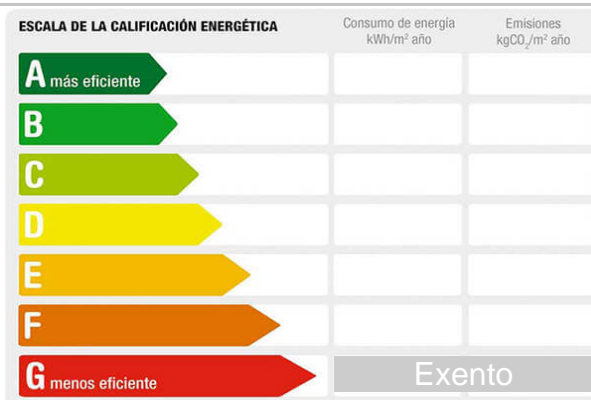 ESCALA DE LA CALIFICACIÓN ENERGÉTICA
Consumo de energía
kWh/m² año
Emisiones
kgCO₂/m² año
A más eficiente
B
C
D
E
F
G menos eficiente
Exento